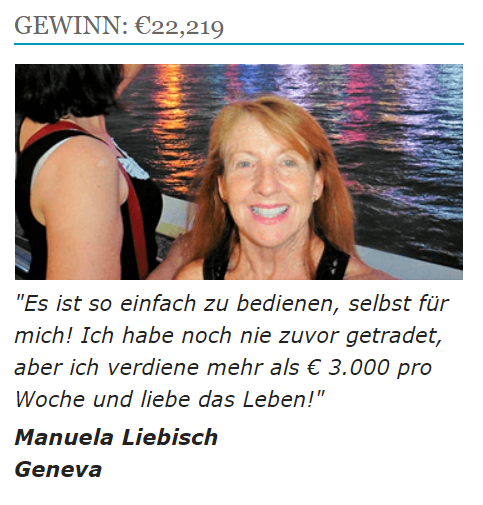 GEWINN: €22,219
"Es ist so einfach zu bedienen, selbst für
mich! Ich habe noch nie zuvor getradet,
aber ich verdiene mehr als € 3.000 pro
Woche und liebe das Leben!"
Manuela Liebisch
Geneva